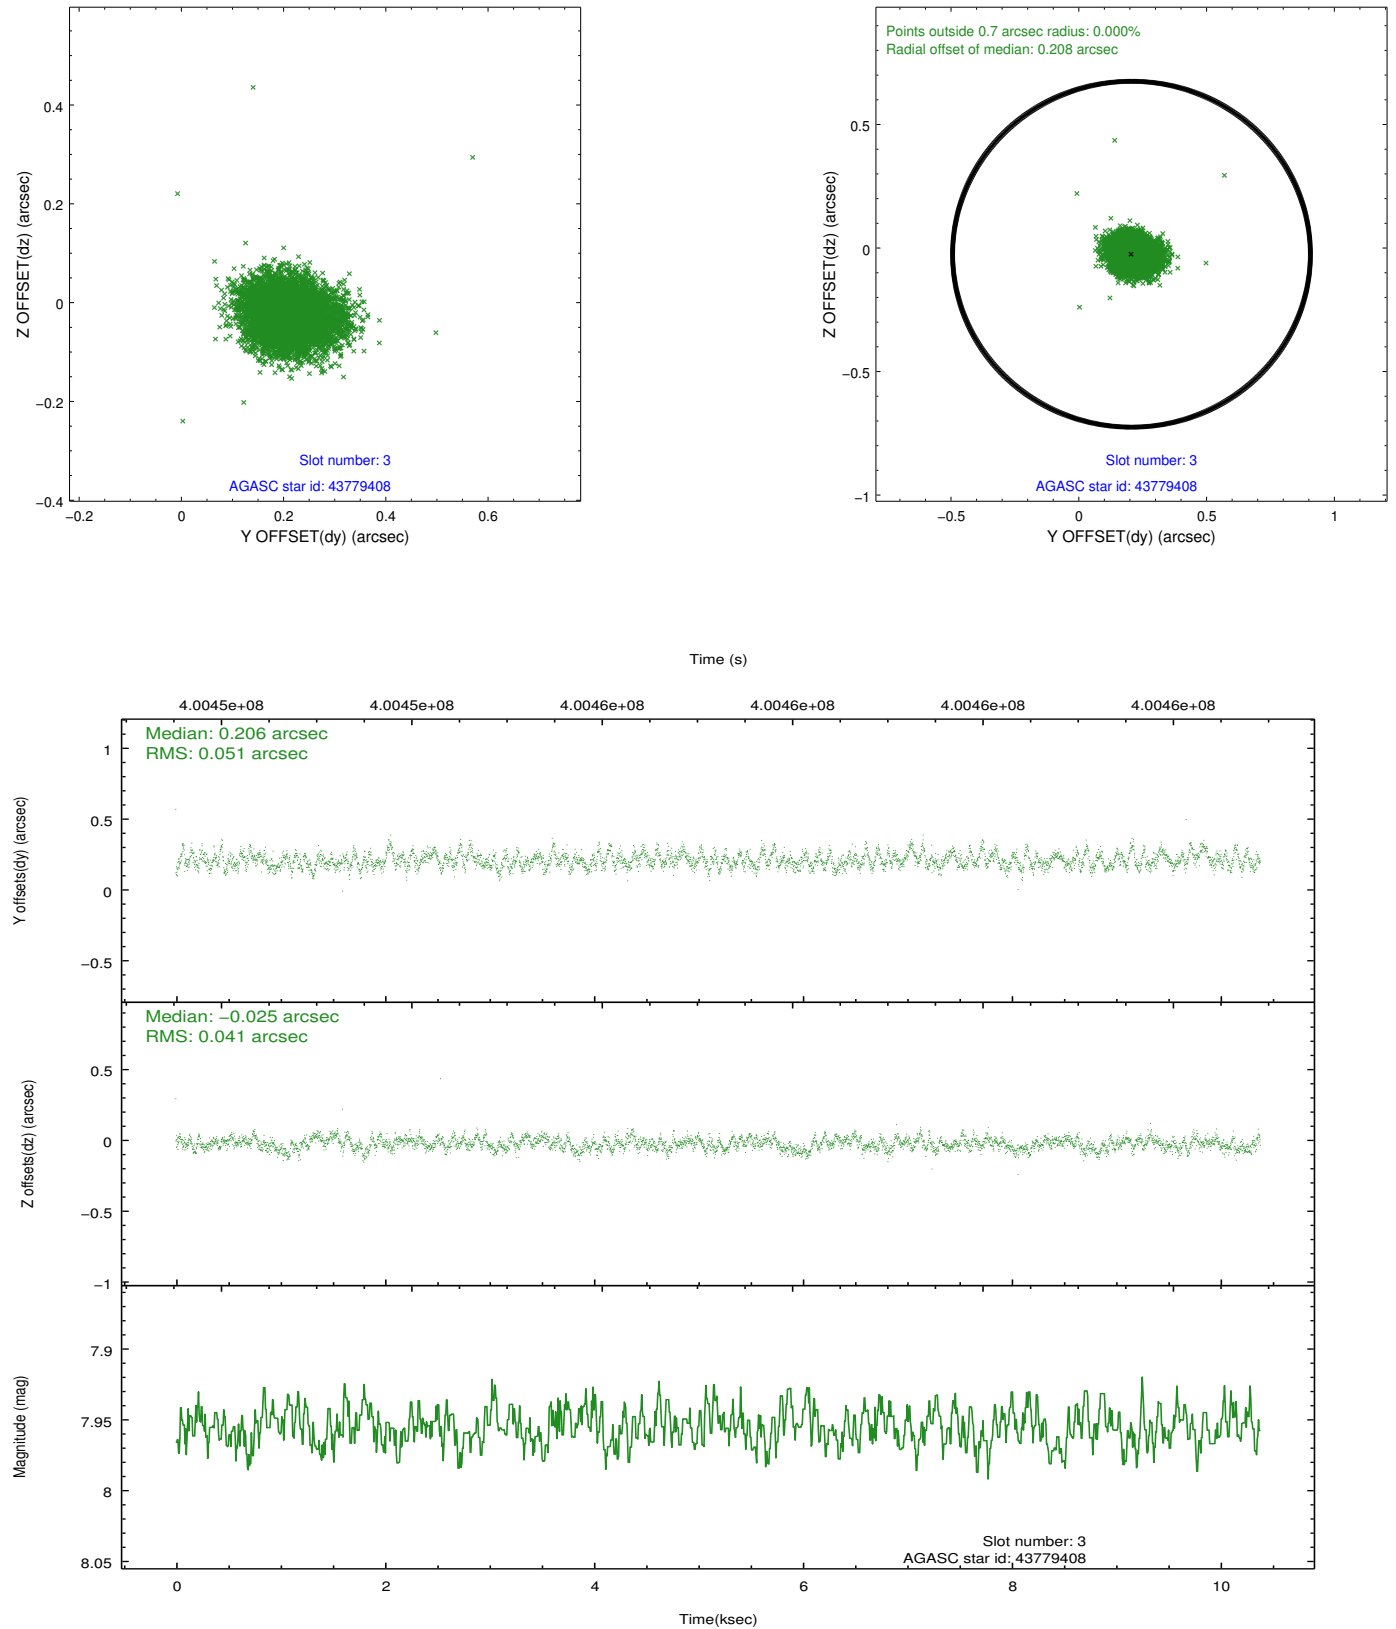 0.4
0.2
0
−0.2
−0.4
−0.2
0
0.2
0.4
0.6
Z OFFSET(dz) (arcsec)
Y OFFSET(dy) (arcsec)
Slot number: 3
AGASC star id: 43779408
Points outside 0.7 arcsec radius: 0.000%
Radial offset of median: 0.208 arcsec
0.5
0
−0.5
−1
−0.5
0
0.5
1
Z OFFSET(dz) (arcsec)
Y OFFSET(dy) (arcsec)
Slot number: 3
AGASC star id: 43779408
Time (s)
4.0045e+08
4.0045e+08
4.0046e+08
4.0046e+08
4.0046e+08
4.0046e+08
Median: 0.206 arcsec
RMS: 0.051 arcsec
1
0.5
0
−0.5
Y offsets(dy) (arcsec)
Median: −0.025 arcsec
RMS: 0.041 arcsec
0.5
0
−0.5
−1
Z offsets(dz) (arcsec)
7.9
7.95
8
8.05
Magnitude (mag)
Slot number: 3
AGASC star id: 43779408
0
2
4
6
8
10
Time(ksec)